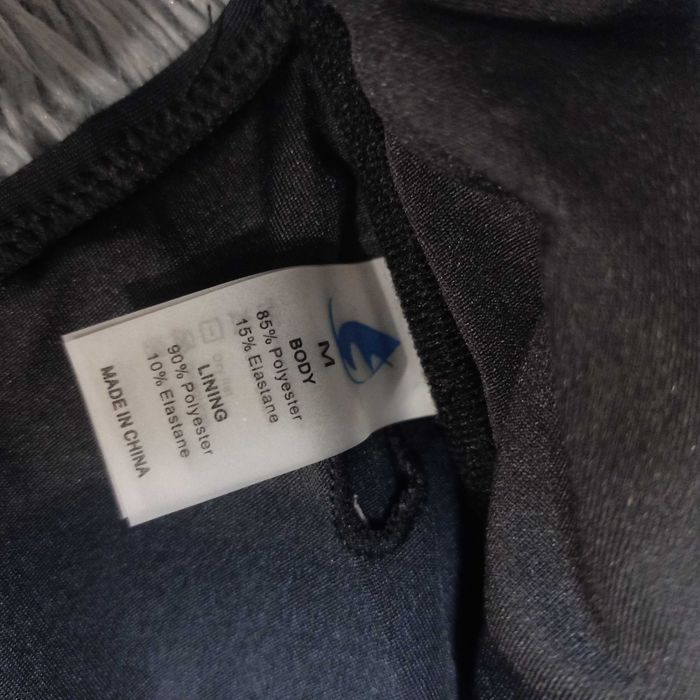 M
BODY
85% Polyester
15% Elastane
LINING
90% Polyester
10% Elastane
MADE IN CHINA